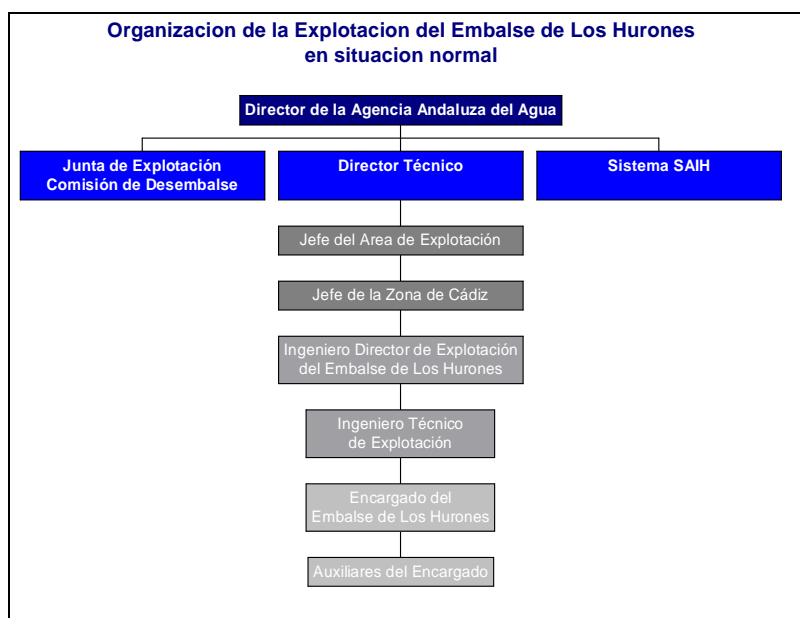 Organizacion de la Explotacion del Embalse de Los Hurones
en situacion normal
Director de la Agencia Andaluza del Agua
Junta de Explotación
Comisión de Desembalse
Director Técnico
Sistema SAIH
Jefe del Area de Explotación
Jefe de la Zona de Cádiz
Ingeniero Director de Explotación
del Embalse de Los Hurones
Ingeniero Técnico
de Explotación
Encargado del
Embalse de Los Hurones
Auxiliares del Encargado